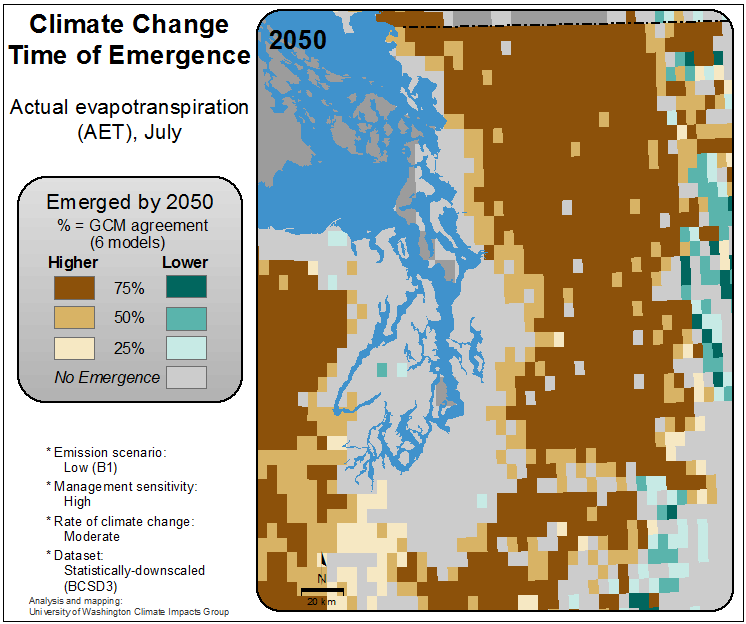 Climate Change
Time of Emergence
Actual evapotranspiration
(AET), July
2050
Emerged by 2050
% = GCM agreement
(6 models)
Higher Lower
75%
50%
25%
No Emergence
* Emission scenario:
Low (B1)
* Management sensitivity:
High
* Rate of climate change:
Moderate
* Dataset:
Statistically-downscaled
(BCSD3)
Analysis and mapping:
University of Washington Climate Impacts Group
N
20 km